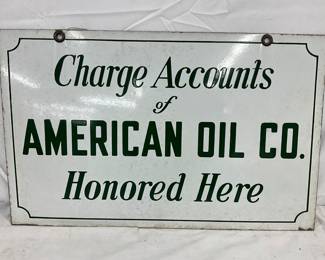 Charge Accounts
of
AMERICAN OIL CO.
Honored Here